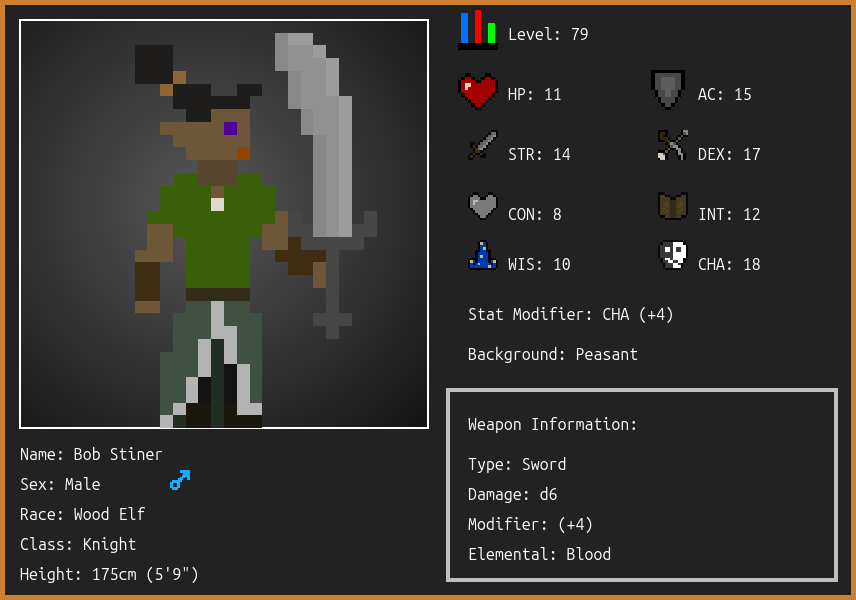 Level: 79
HP: 11
AC: 15
STR: 14
DEX: 17
CON: 8
INT: 12
WIS: 10
CHA: 18
Stat Modifier: CHA (+4)
Background: Peasant
Weapon Information:
Type: Sword
Damage: d6
Modifier: (+4)
Elemental: Blood
Name: Bob Stiner
Sex: Male
Race: Wood Elf
Class: Knight
Height: 175cm (5'9")